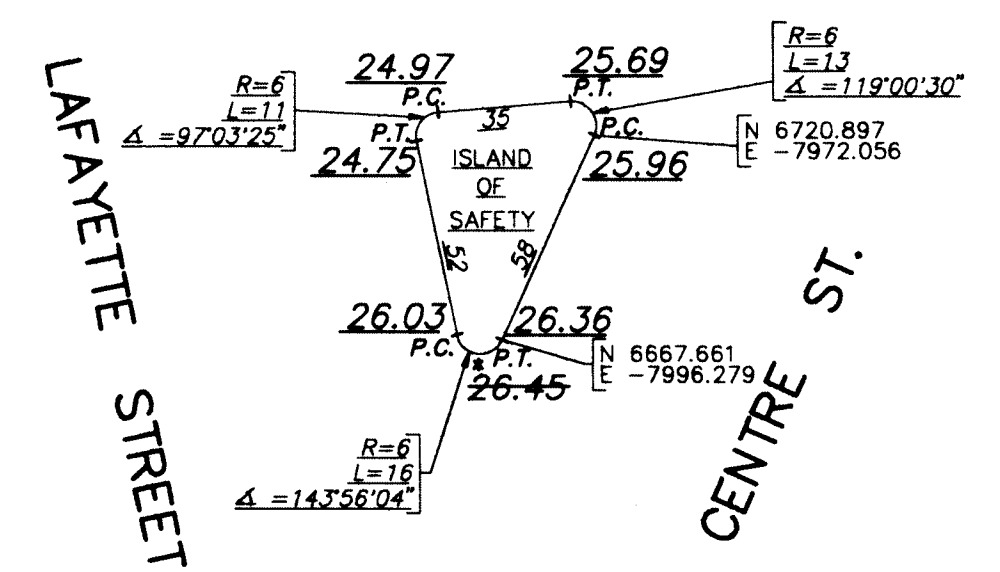 LAFAYETTE STREET
24.97
P.C.
R=6
L=11
∡ =97°03'25"
P.T.
24.75
35
25.69
P.T.
R=6
L=13
∡ =119°00'30"
P.C.
25.96
N 6720.897
E -7972.056
ISLAND
OF
SAFETY
52
58
26.03
P.C.
26.36
* P.T.
26.45
N 6667.661
E -7996.279
R=6
L=16
∡ =143°56'04"
CENTRE ST.